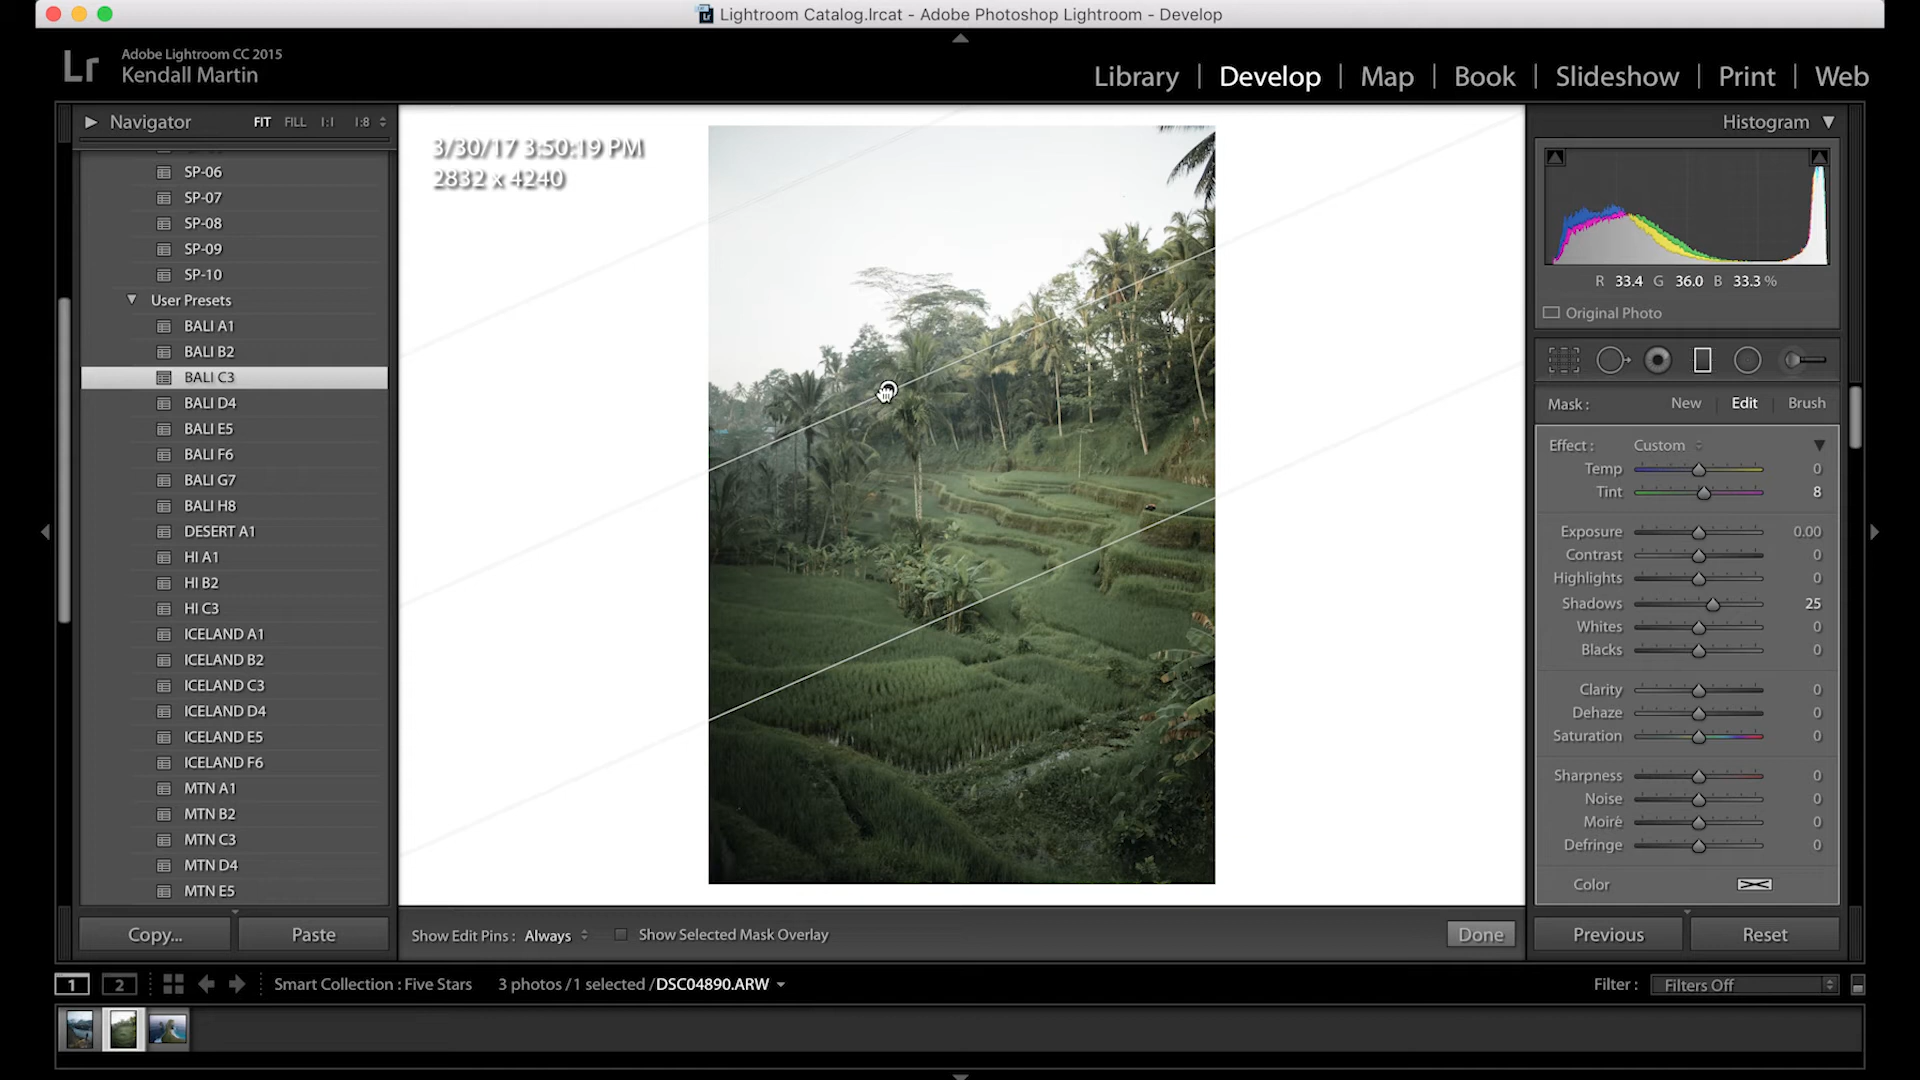 Lightroom Catalog.lrcat - Adobe Photoshop Lightroom - Develop
Lr
Adobe Lightroom CC 2015
Kendall Martin
Library | Develop | Map | Book | Slideshow | Print | Web
Navigator FIT FILL 1:1 1:8
SP-06
SP-07
SP-08
SP-09
SP-10
User Presets
BALI A1
BALI B2
BALI C3
BALI D4
BALI E5
BALI F6
BALI G7
BALI H8
DESERT A1
HI A1
HI B2
HI C3
ICELAND A1
ICELAND B2
ICELAND C3
ICELAND D4
ICELAND E5
ICELAND F6
MTN A1
MTN B2
MTN C3
MTN D4
MTN E5
Copy... Paste
3/30/17 3:50:19 PM
2832 x 4240
Show Edit Pins : Always Show Selected Mask Overlay Done
Histogram
R 33.4 G 36.0 B 33.3 %
Original Photo
Mask : New | Edit | Brush
Effect : Custom
Temp 0
Tint 8
Exposure 0.00
Contrast 0
Highlights 0
Shadows 25
Whites 0
Blacks 0
Clarity 0
Dehaze 0
Saturation 0
Sharpness 0
Noise 0
Moiré 0
Defringe 0
Color
Previous Reset
1 2 Smart Collection : Five Stars 3 photos / 1 selected / DSC04890.ARW Filter : Filters Off
Lr